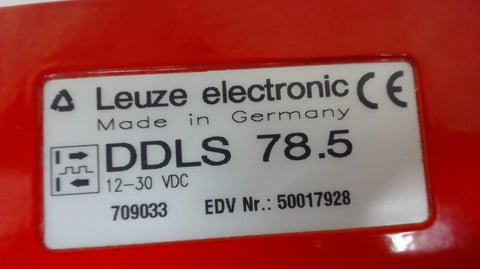 Leuze electronic CE
Made in Germany
DDLS 78.5
12-30 VDC
709033 EDV Nr.: 50017928